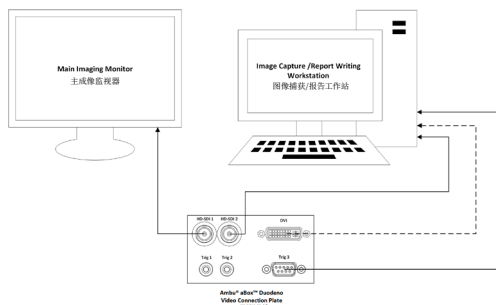 Main Imaging Monitor
主成像监视器
Image Capture /Report Writing
Workstation
图像捕获/报告工作站
HD-SDI 1
HD-SDI 2
DVI
Trig 1
Trig 2
Trig 3
Ambu® aBox™ Duodeno
Video Connection Plate